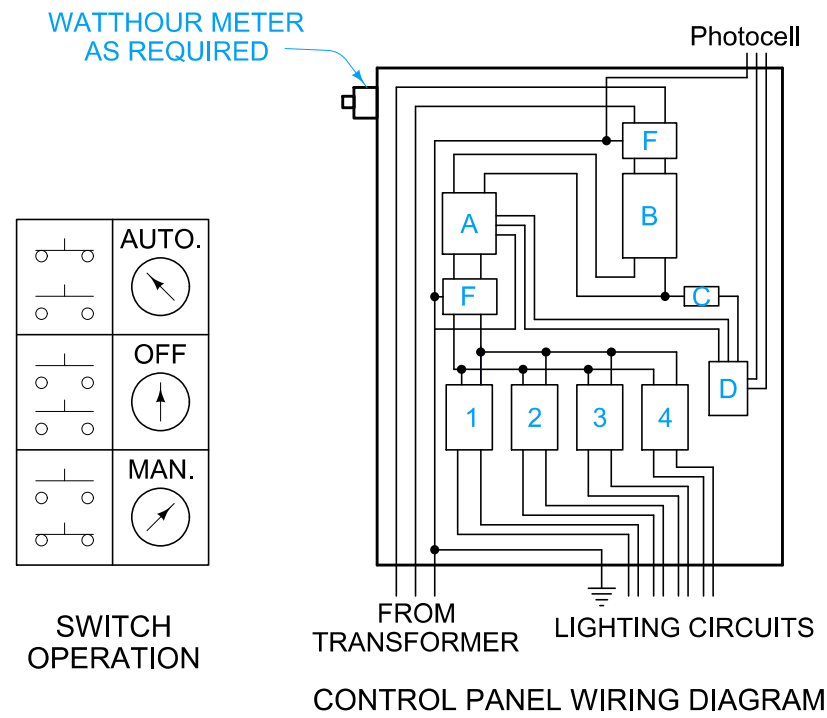 WATTHOUR METER
AS REQUIRED
Photocell
F
A
B
F
C
D
1 2 3 4
AUTO.
OFF
MAN.
SWITCH
OPERATION
FROM
TRANSFORMER
LIGHTING CIRCUITS
CONTROL PANEL WIRING DIAGRAM